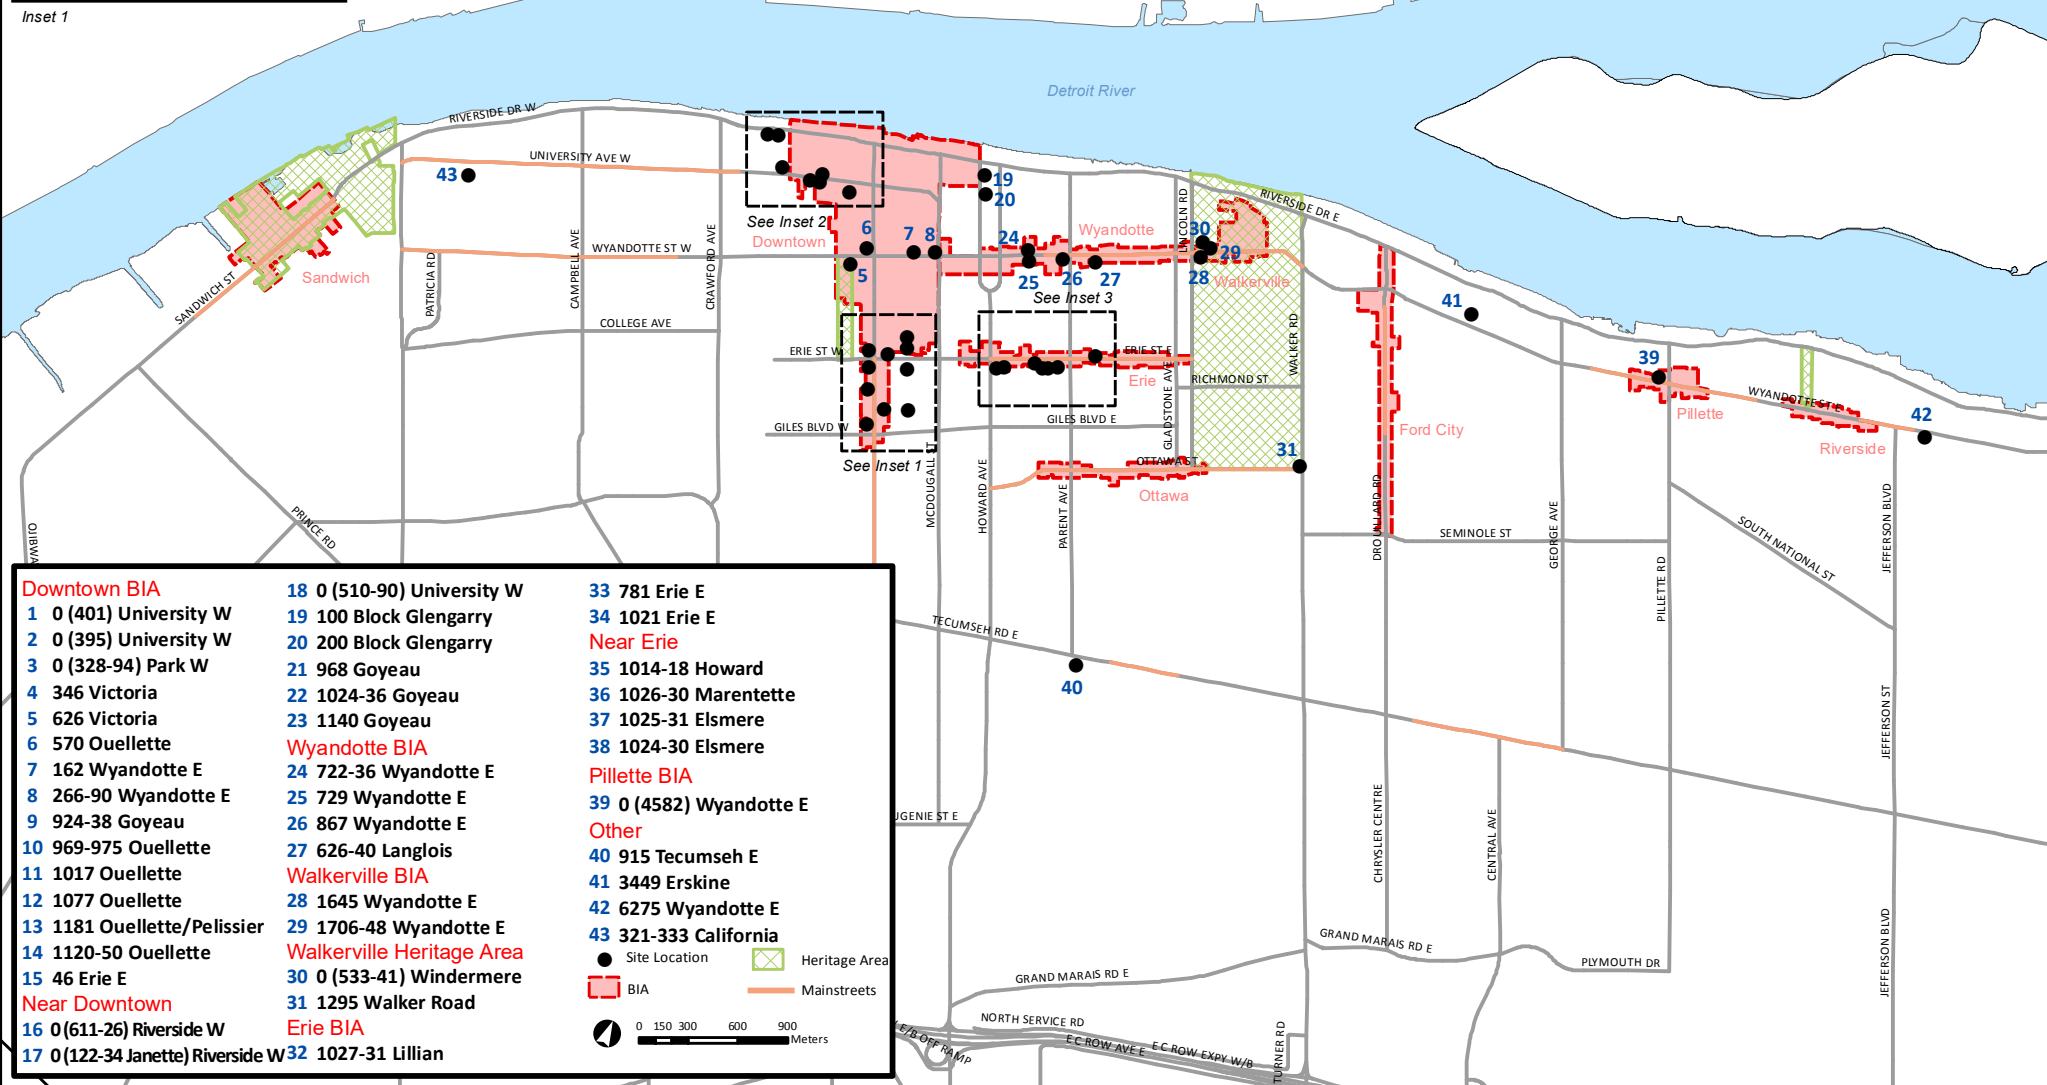 Inset 1
Detroit River
RIVERSIDE DR W
UNIVERSITY AVE W
43
See Inset 2
Downtown
6
7
8
5
19
20
24
Wyandotte
25
26
27
See Inset 3
LINCOLN RD
30
29
28
Walkerville
RIVERSIDE DR E
Sandwich
SANDWICH ST
PATRICIA RD
WYANDOTTE ST W
CAMPBELL AVE
CRAWFORD AVE
COLLEGE AVE
ERIE ST W
ERIE ST E
Erie
GLADSTONE AVE
RICHMOND ST
WALKER RD
41
39
WYANDOTTE ST E
Pillette
42
Riverside
Ford City
GILES BLVD W
GILES BLVD E
See Inset 1
MCDOUGALL ST
HOWARD AVE
PARENT AVE
OTTAWA ST
Ottawa
31
DROUILLARD RD
SEMINOLE ST
GEORGE AVE
PILLETTE RD
SOUTH NATIONAL ST
JEFFERSON BLVD
PRINCE RD
TECUMSEH RD E
40
JEFFERSON ST
CHRYSLER CENTRE
CENTRAL AVE
JEFFERSON BLVD
GRAND MARAIS RD E
GRAND MARAIS RD E
PLYMOUTH DR
NORTH SERVICE RD
E C ROW AVE E
E C ROW EXPY W/B
E/B OFF RAMP
TURNER RD
Downtown BIA
1 0 (401) University W
2 0 (395) University W
3 0 (328-94) Park W
4 346 Victoria
5 626 Victoria
6 570 Ouellette
7 162 Wyandotte E
8 266-90 Wyandotte E
9 924-38 Goyeau
10 969-975 Ouellette
11 1017 Ouellette
12 1077 Ouellette
13 1181 Ouellette/Pelissier
14 1120-50 Ouellette
15 46 Erie E
Near Downtown
16 0 (611-26) Riverside W
17 0 (122-34 Janette) Riverside W
18 0 (510-90) University W
19 100 Block Glengarry
20 200 Block Glengarry
21 968 Goyeau
22 1024-36 Goyeau
23 1140 Goyeau
Wyandotte BIA
24 722-36 Wyandotte E
25 729 Wyandotte E
26 867 Wyandotte E
27 626-40 Langlois
Walkerville BIA
28 1645 Wyandotte E
29 1706-48 Wyandotte E
Walkerville Heritage Area
30 0 (533-41) Windermere
31 1295 Walker Road
Erie BIA
32 1027-31 Lillian
33 781 Erie E
34 1021 Erie E
Near Erie
35 1014-18 Howard
36 1026-30 Marentette
37 1025-31 Elsmere
38 1024-30 Elsmere
Pillette BIA
39 0 (4582) Wyandotte E
Other
40 915 Tecumseh E
41 3449 Erskine
42 6275 Wyandotte E
43 321-333 California
Site Location
Heritage Area
BIA
Mainstreets
0 150 300 600 900
Meters